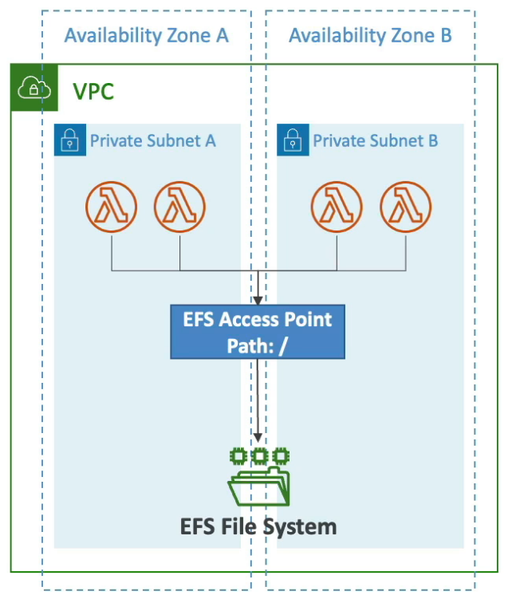 Availability Zone A
Availability Zone B
VPC
Private Subnet A
Private Subnet B
EFS Access Point
Path: /
EFS File System